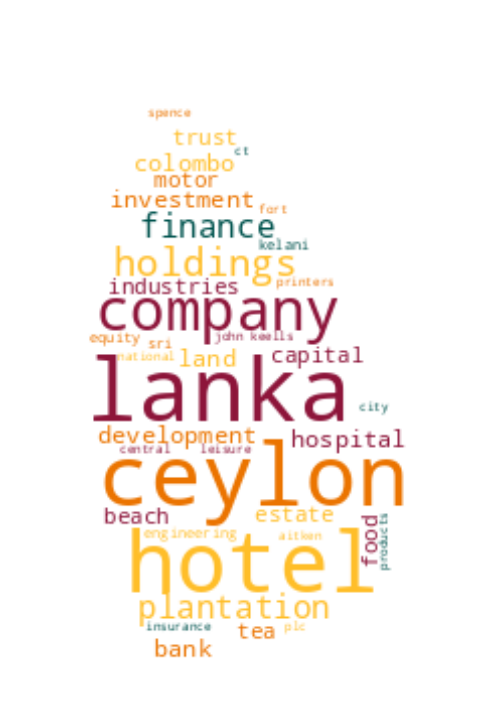 spence
trust
ct
colombo
motor
investment
fort
finance
kelani
holdings
industries
printers
company
equity
sri
john keells
national
land
capital
lanka
city
development
hospital
central
leisure
ceylon
beach
estate
food
products
engineering
aitken
hotel
plantation
insurance
tea
plc
bank